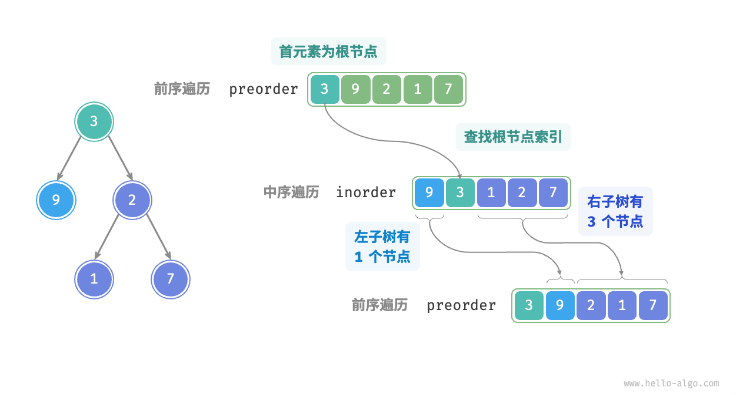 首元素为根节点
前序遍历 preorder 3 9 2 1 7
3
查找根节点索引
中序遍历 inorder 9 3 1 2 7
9 2
右子树有
3 个节点
左子树有
1 个节点
1 7
前序遍历 preorder 3 9 2 1 7
www.hello-algo.com